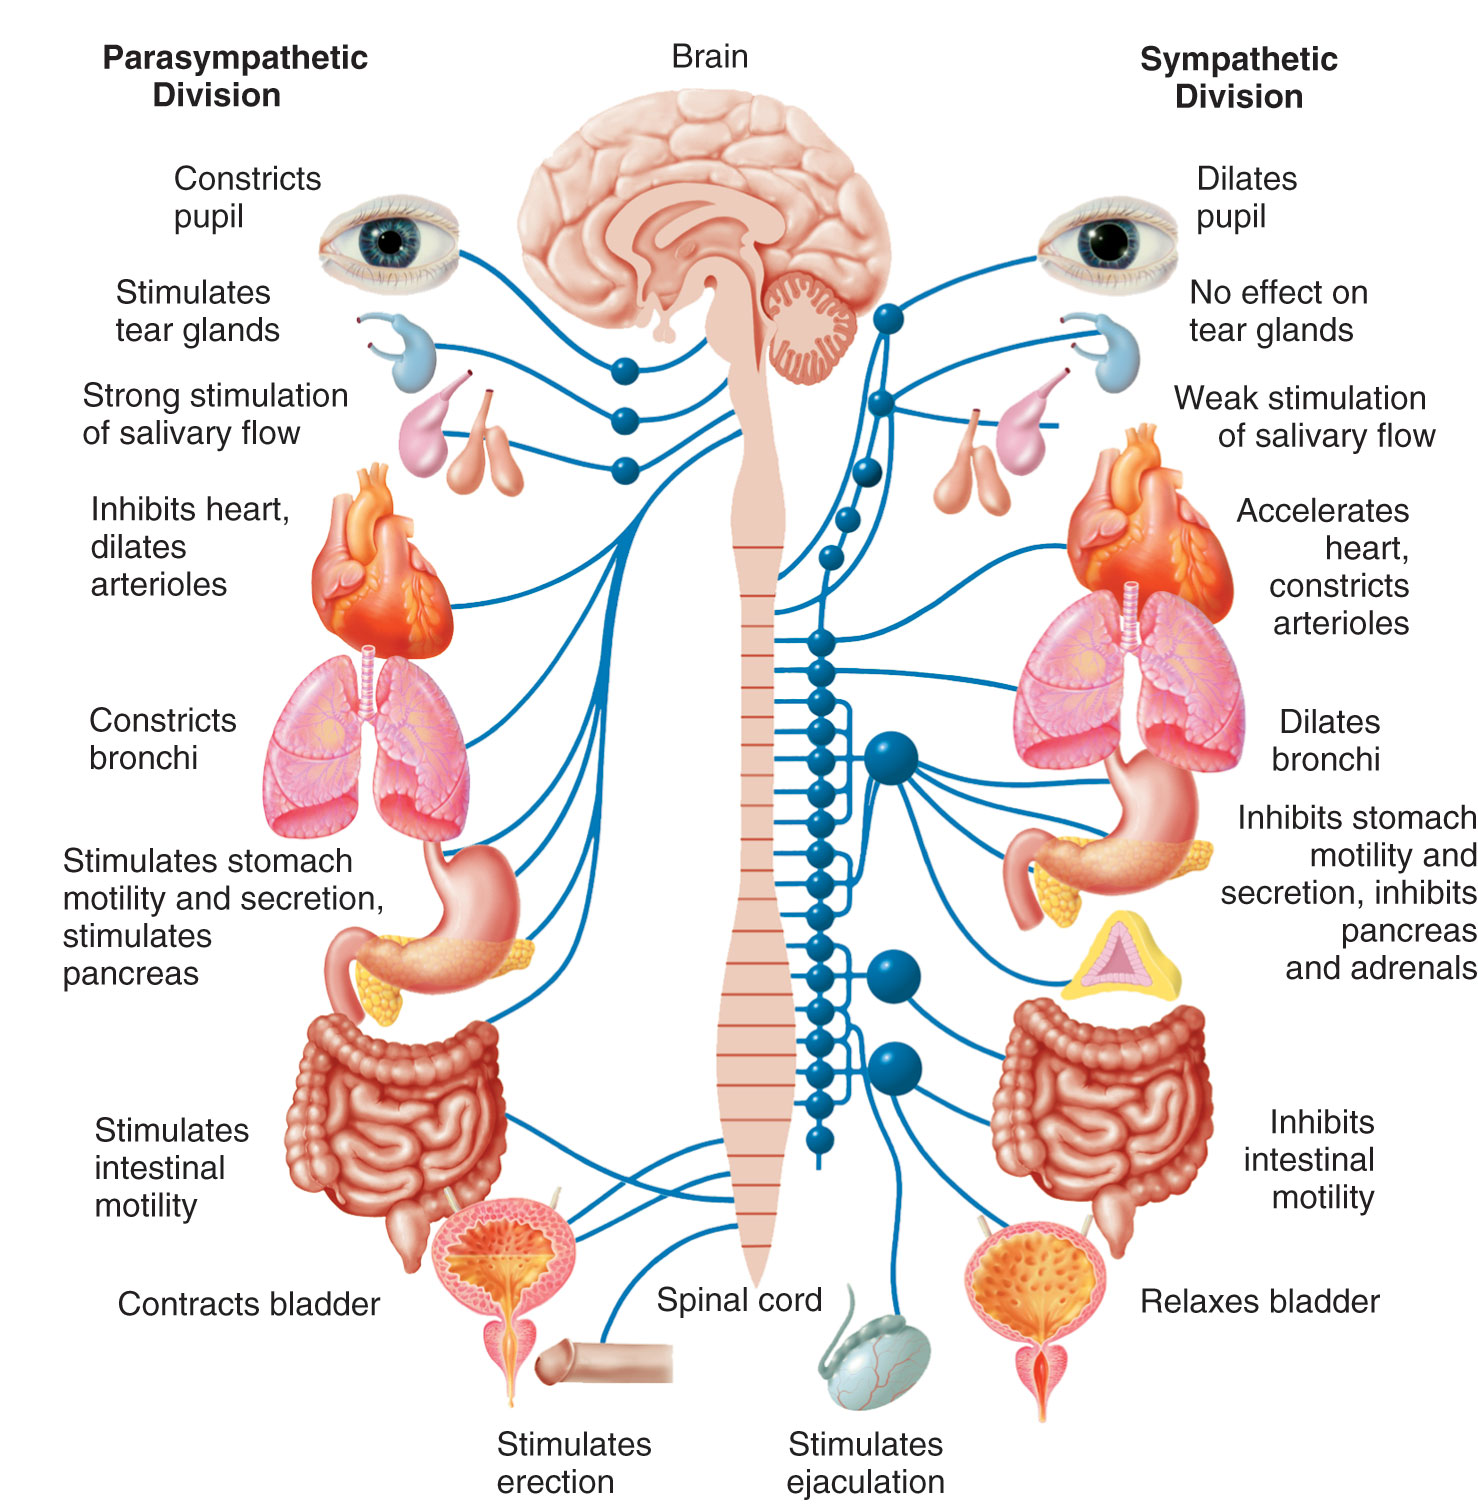 Parasympathetic
Division
Constricts
pupil
Stimulates
tear glands
Strong stimulation
of salivary flow
Inhibits heart,
dilates
arterioles
Constricts
bronchi
Stimulates stomach
motility and secretion,
stimulates
pancreas
Stimulates
intestinal
motility
Contracts bladder
Stimulates
erection
Brain
Spinal cord
Sympathetic
Division
Dilates
pupil
No effect on
tear glands
Weak stimulation
of salivary flow
Accelerates
heart,
constricts
arterioles
Dilates
bronchi
Inhibits stomach
motility and
secretion, inhibits
pancreas
and adrenals
Inhibits
intestinal
motility
Relaxes bladder
Stimulates
ejaculation